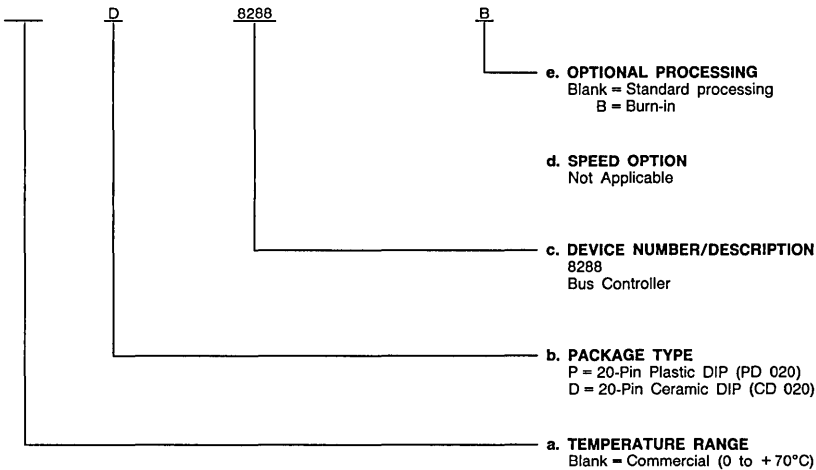 D 8288 B
e. OPTIONAL PROCESSING
Blank = Standard processing
B = Burn-in
d. SPEED OPTION
Not Applicable
c. DEVICE NUMBER/DESCRIPTION
8288
Bus Controller
b. PACKAGE TYPE
P = 20-Pin Plastic DIP (PD 020)
D = 20-Pin Ceramic DIP (CD 020)
a. TEMPERATURE RANGE
Blank = Commercial (0 to +70°C)